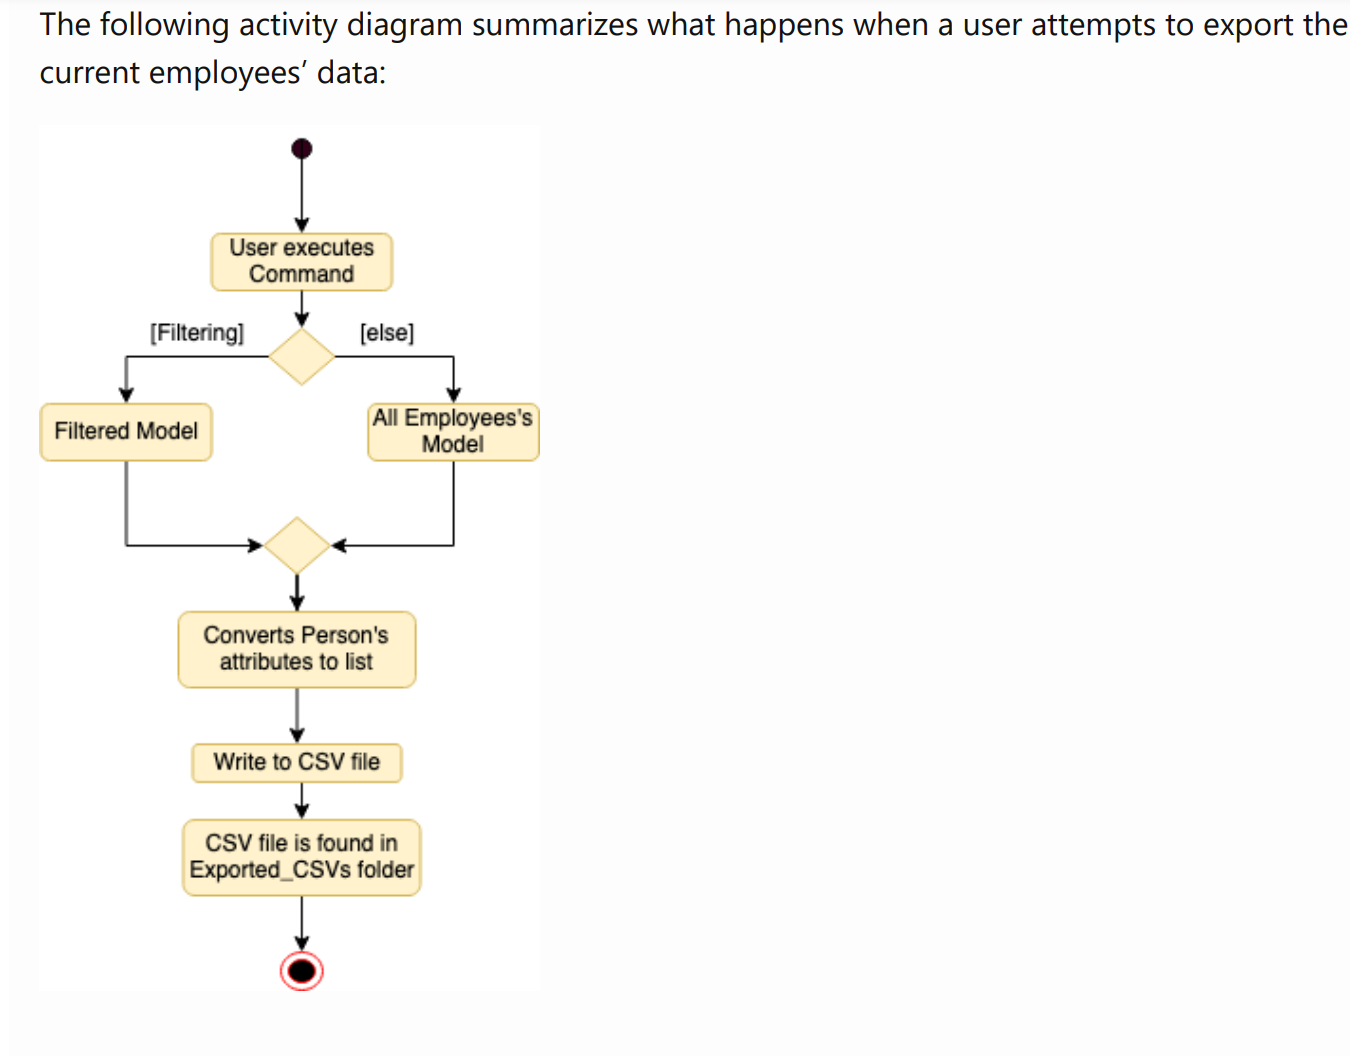 The following activity diagram summarizes what happens when a user attempts to export the
current employees’ data:
User executes
Command
[Filtering]
[else]
Filtered Model
All Employees's
Model
Converts Person's
attributes to list
Write to CSV file
CSV file is found in
Exported_CSVs folder